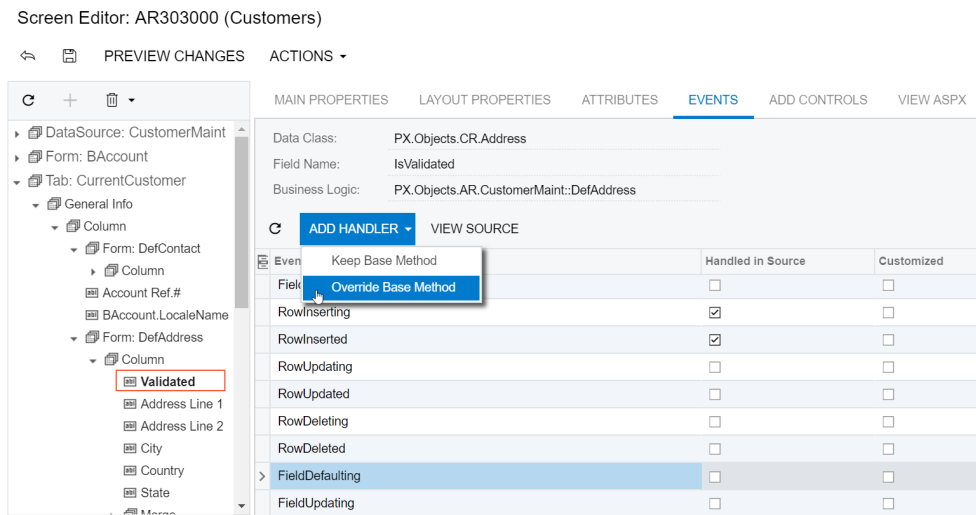 Screen Editor: AR303000 (Customers)
PREVIEW CHANGES ACTIONS
MAIN PROPERTIES LAYOUT PROPERTIES ATTRIBUTES EVENTS ADD CONTROLS VIEW ASPX
DataSource: CustomerMaint
Form: BAccount
Tab: CurrentCustomer
General Info
Column
Form: DefContact
Column
Account Ref.#
BAccount.LocaleName
Form: DefAddress
Column
Validated
Address Line 1
Address Line 2
City
Country
State
Merge
Data Class: PX.Objects.CR.Address
Field Name: IsValidated
Business Logic: PX.Objects.AR.CustomerMaint::DefAddress
ADD HANDLER VIEW SOURCE
Keep Base Method
Override Base Method
Even Handled in Source Customized
Field
RowInserting
RowInserted
RowUpdating
RowUpdated
RowDeleting
RowDeleted
FieldDefaulting
FieldUpdating